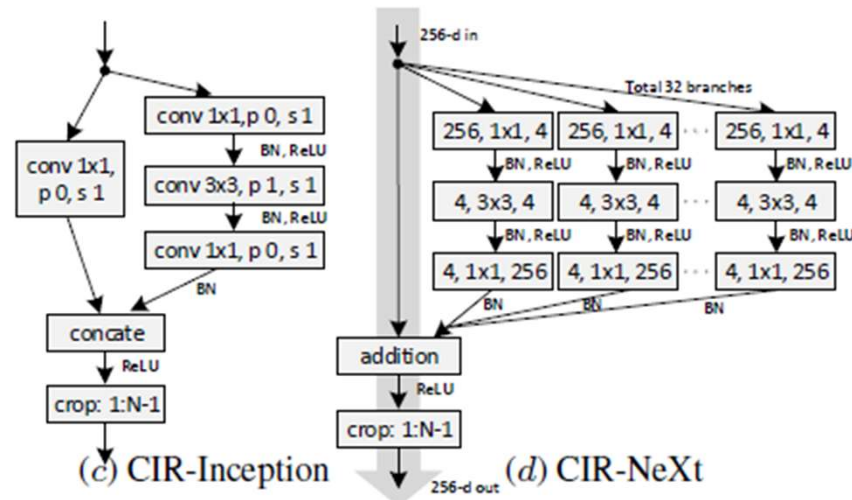 conv 1x1,
p 0, s 1
conv 1x1,p 0, s 1
BN, ReLU
conv 3x3, p 1, s 1
BN, ReLU
conv 1x1, p 0, s 1
BN
concate
ReLU
crop: 1:N-1
(c) CIR-Inception
256-d in
Total 32 branches
256, 1x1, 4 256, 1x1, 4 ··· 256, 1x1, 4
BN, ReLU BN, ReLU BN, ReLU
4, 3x3, 4 4, 3x3, 4 ··· 4, 3x3, 4
BN, ReLU BN, ReLU BN, ReLU
4, 1x1, 256 4, 1x1, 256 ··· 4, 1x1, 256
BN BN BN
addition
ReLU
crop: 1:N-1
256-d out
(d) CIR-NeXt